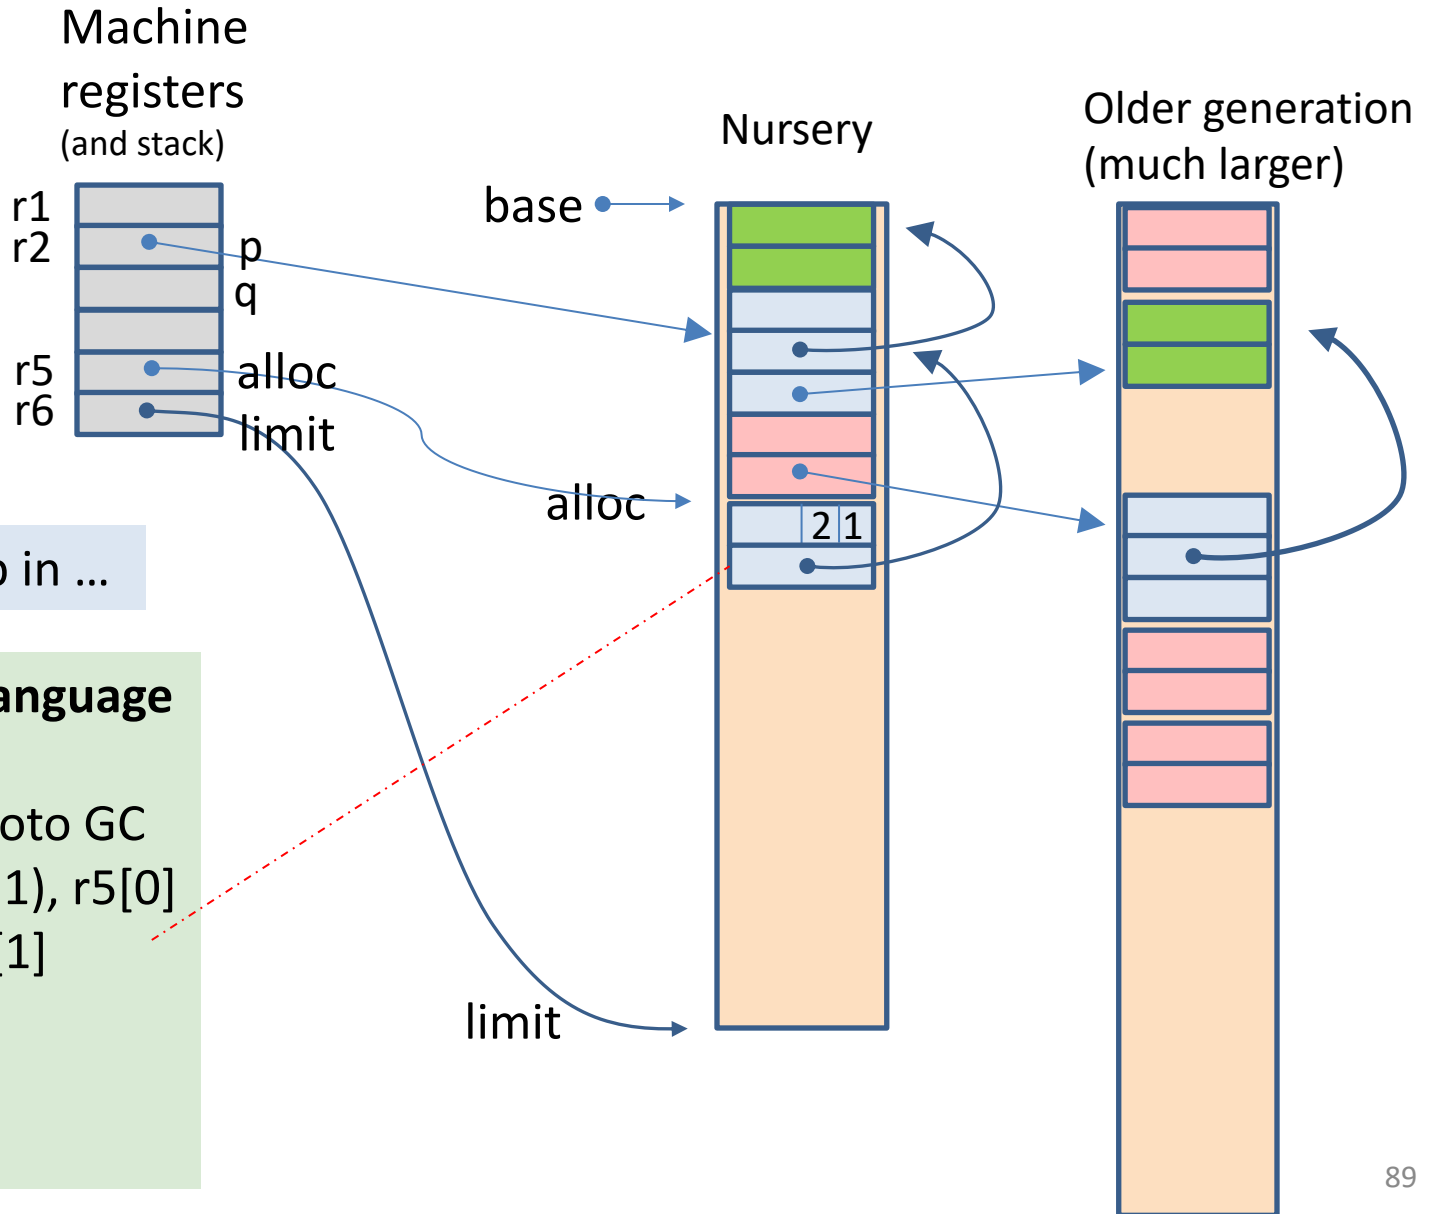 Machine
registers
(and stack)
r1
r2
p
q
r5
alloc
r6
limit
base
Nursery
Older generation
(much larger)
alloc
2 1
limit
in ...
oto GC
1), r5[0]
[1]
89